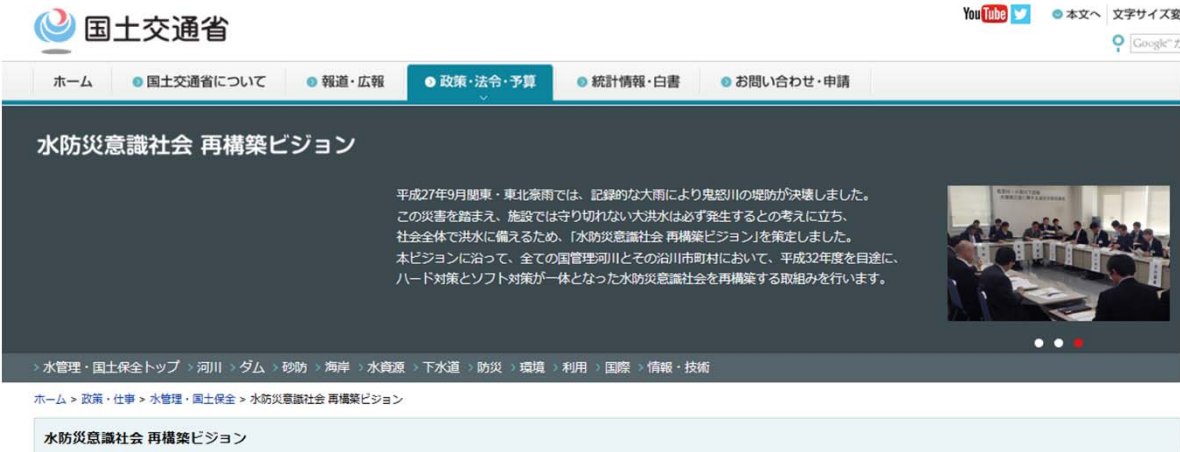 国土交通省
YouTube
本文へ
文字サイズ変
Google
ホーム
国土交通省について
報道・広報
政策・法令・予算
統計情報・白書
お問い合わせ・申請
水防災意識社会 再構築ビジョン
平成27年9月関東・東北豪雨では、記録的な大雨により鬼怒川の堤防が決壊しました。
この災害を踏まえ、施設では守り切れない大洪水は必ず発生するとの考えに立ち、
社会全体で洪水に備えるため、「水防災意識社会 再構築ビジョン」を策定しました。
本ビジョンに沿って、全ての国管理河川とその沿川市町村において、平成32年度を目途に、
ハード対策とソフト対策が一体となった水防災意識社会を再構築する取組みを行います。
> 水管理・国土保全トップ > 河川 > ダム > 砂防 > 海岸 > 水資源 > 下水道 > 防災 > 環境 > 利用 > 国際 > 情報・技術
ホーム > 政策・仕事 > 水管理・国土保全 > 水防災意識社会 再構築ビジョン
水防災意識社会 再構築ビジョン